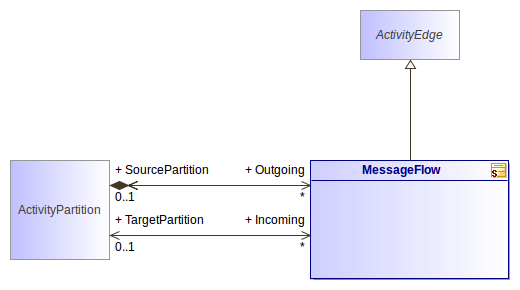 ActivityEdge
MessageFlow
+ SourcePartition
+ Outgoing
0..1
*
ActivityPartition
+ TargetPartition
+ Incoming
0..1
*